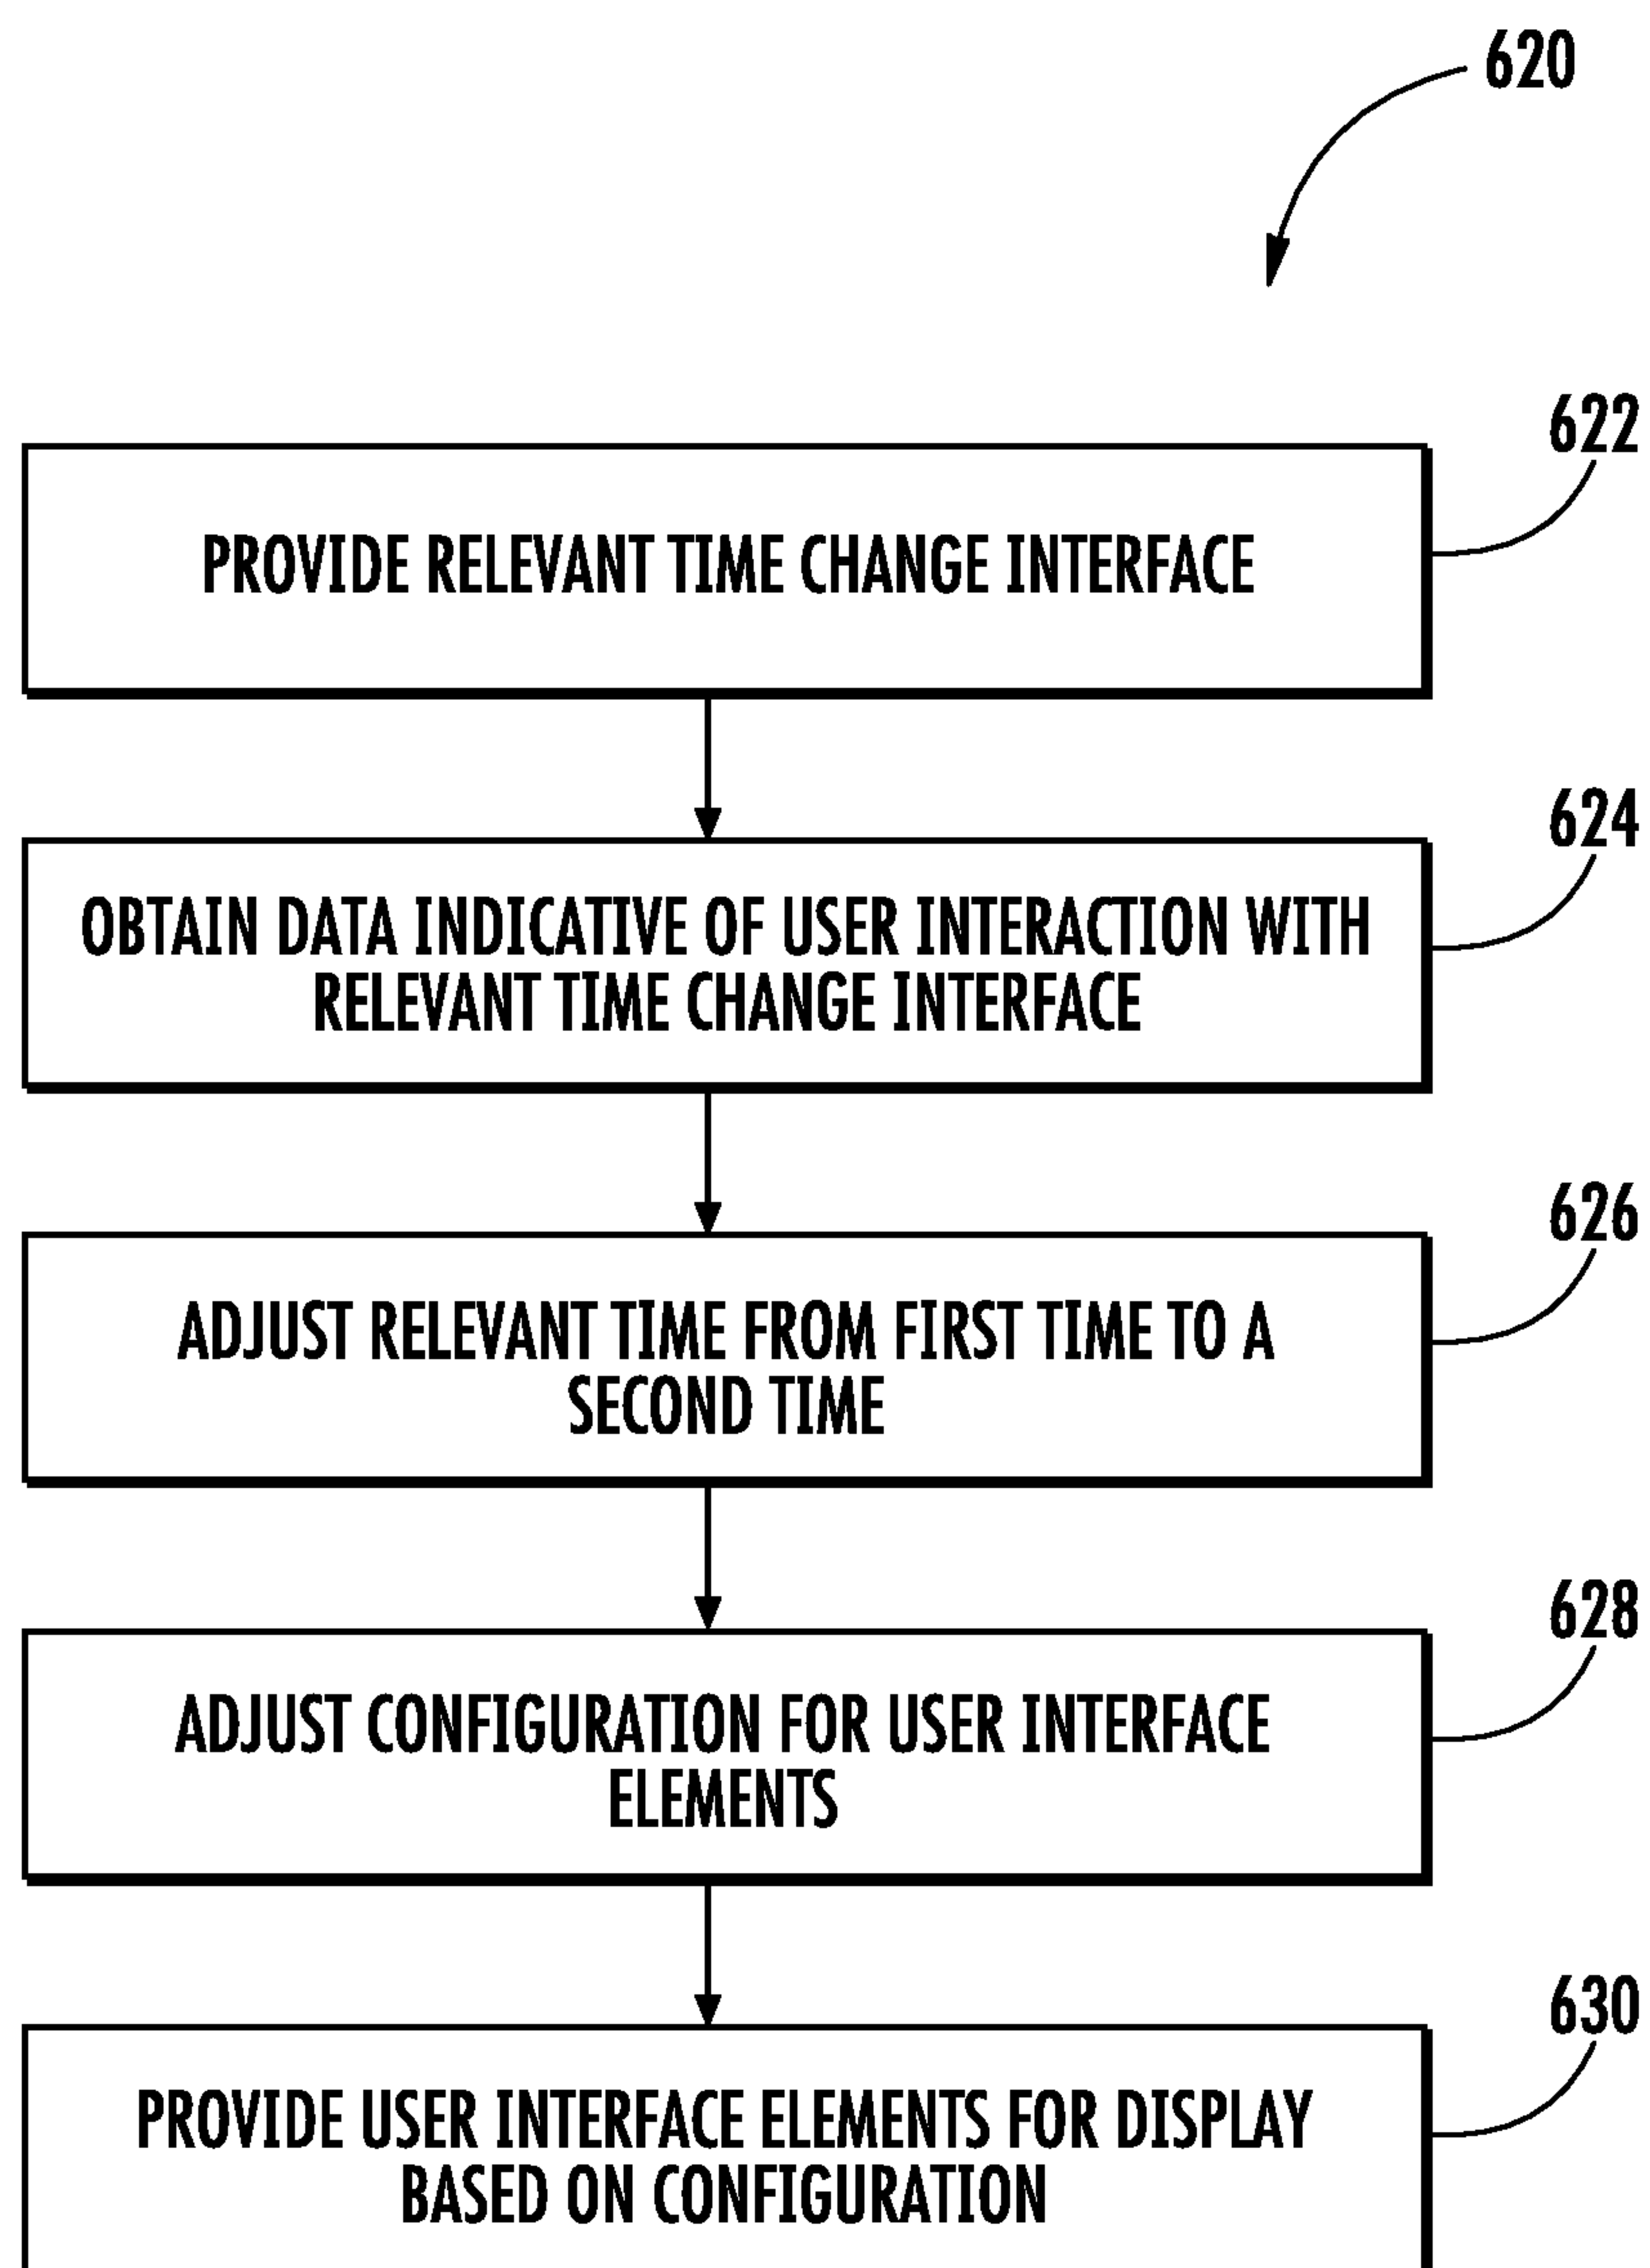 620
622
PROVIDE RELEVANT TIME CHANGE INTERFACE
624
OBTAIN DATA INDICATIVE OF USER INTERACTION WITH
RELEVANT TIME CHANGE INTERFACE
626
ADJUST RELEVANT TIME FROM FIRST TIME TO A
SECOND TIME
628
ADJUST CONFIGURATION FOR USER INTERFACE
ELEMENTS
630
PROVIDE USER INTERFACE ELEMENTS FOR DISPLAY
BASED ON CONFIGURATION